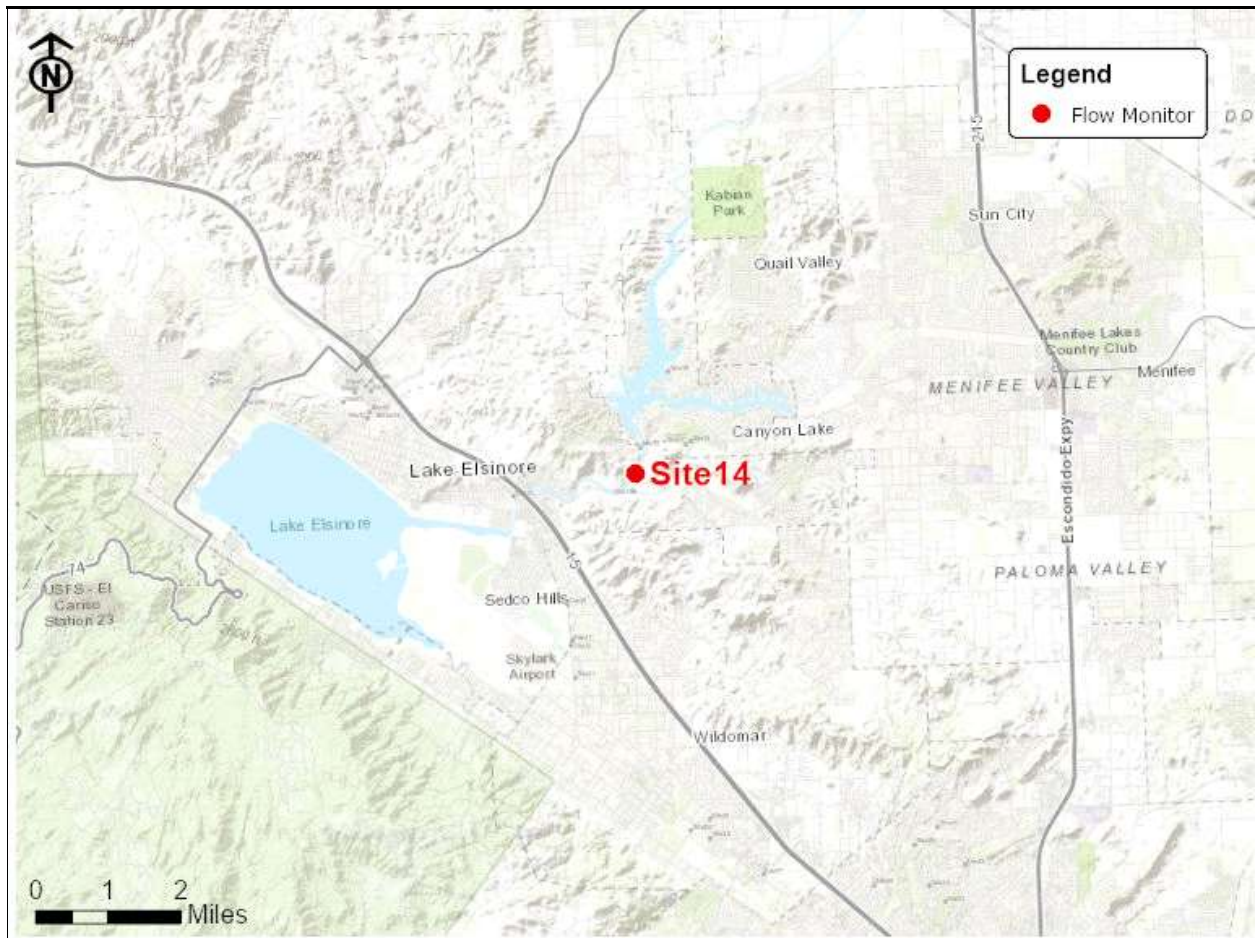 N
Legend
Flow Monitor
215
Kabian
Park
Sun City
Quail Valley
Menifee Lakes
Country Club
Menifee
MENIFEE VALLEY
Canyon Lake
Escondido Expy
Lake Elsinore
Site14
Lake Elsinore
15
74
PALOMA VALLEY
USFS - El
Cariso
Station 23
Sedco Hills
Skylark
Airport
Wildomar
0 1 2
Miles